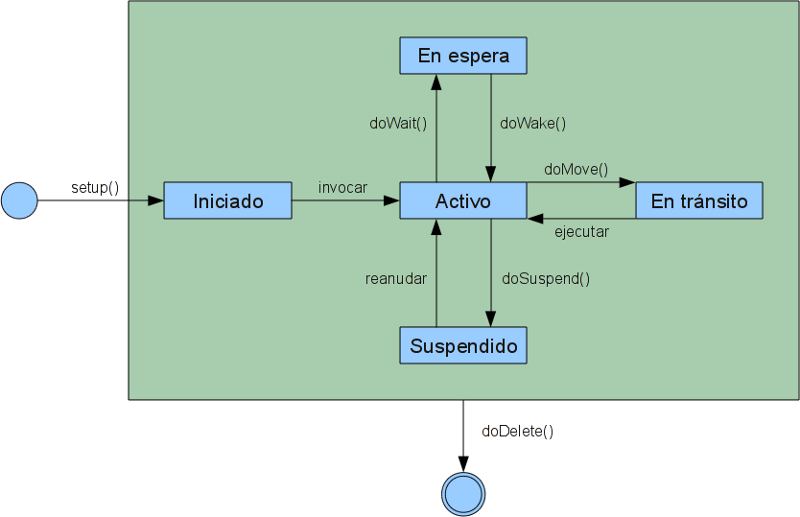 En espera
doWait()
doWake()
doMove()
setup()
invocar
Iniciado
Activo
En tránsito
ejecutar
reanudar
doSuspend()
Suspendido
doDelete()